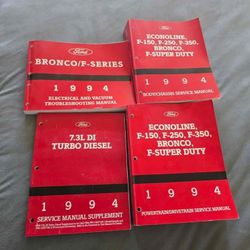 Ford
BRONCO/F-SERIES
1994
ELECTRICAL AND VACUUM
TROUBLESHOOTING MANUAL
Ford
ECONOLINE,
F-150, F-250, F-350,
BRONCO,
F-SUPER DUTY
1994
BODY/CHASSIS SERVICE MANUAL
Ford
7.3L DI
TURBO DIESEL
1994
SERVICE MANUAL SUPPLEMENT
Ford
ECONOLINE,
F-150, F-250, F-350,
BRONCO,
F-SUPER DUTY
1994
POWERTRAIN/DRIVETRAIN SERVICE MANUAL